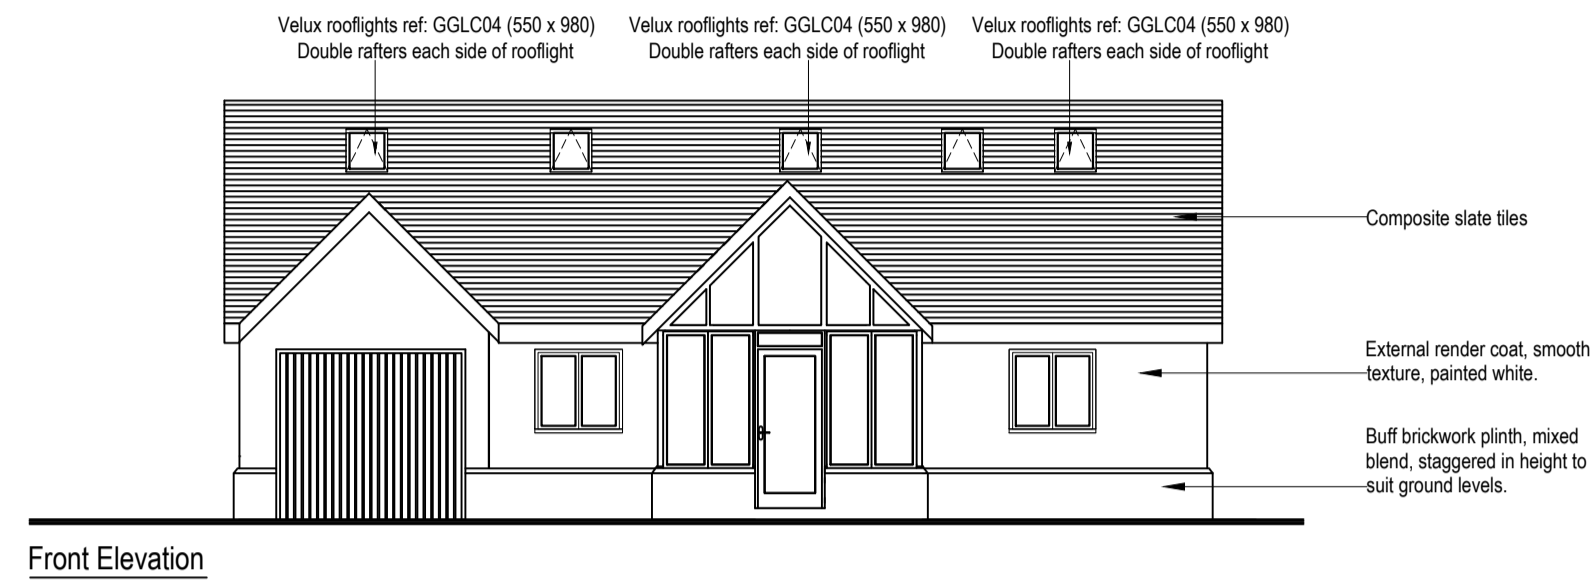 Velux rooflights ref: GGLC04 (550 x 980)
Double rafters each side of rooflight
Velux rooflights ref: GGLC04 (550 x 980)
Double rafters each side of rooflight
Velux rooflights ref: GGLC04 (550 x 980)
Double rafters each side of rooflight
Composite slate tiles
External render coat, smooth
texture, painted white.
Buff brickwork plinth, mixed
blend, staggered in height to
suit ground levels.
Front Elevation